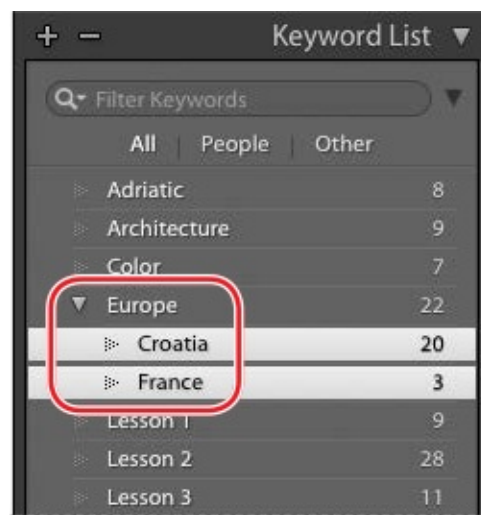 + − Keyword List ▼
Filter Keywords
All | People | Other
Adriatic 8
Architecture 9
Color 7
Europe 22
Croatia 20
France 3
Lesson 1 9
Lesson 2 28
Lesson 3 11